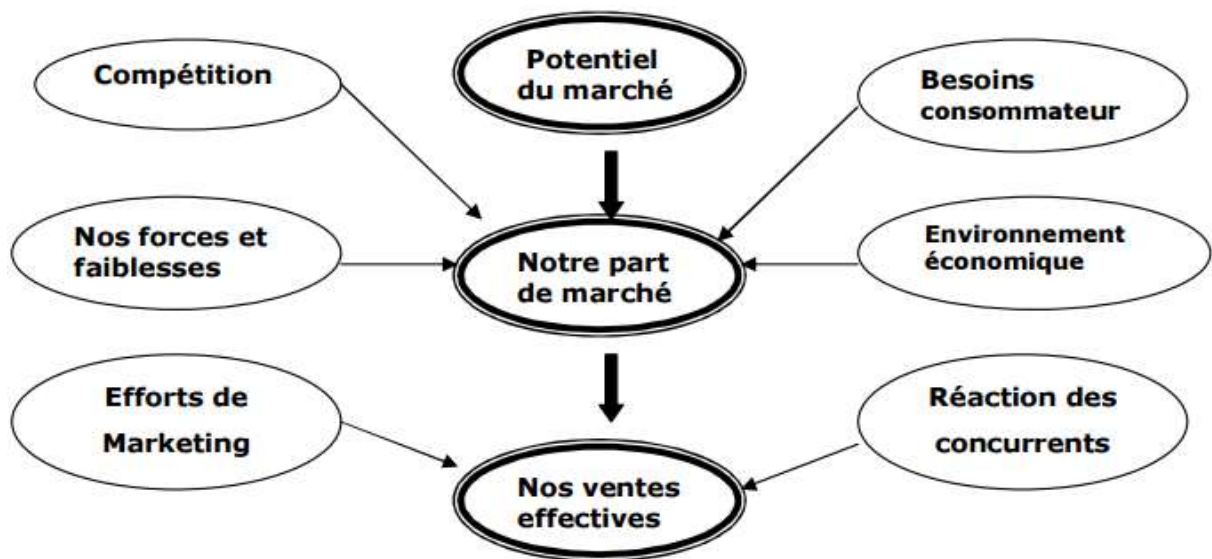 Compétition
Potentiel
du marché
Besoins
consommateur
Nos forces et
faiblesses
Notre part
de marché
Environnement
économique
Efforts de
Marketing
Nos ventes
effectives
Réaction des
concurrents